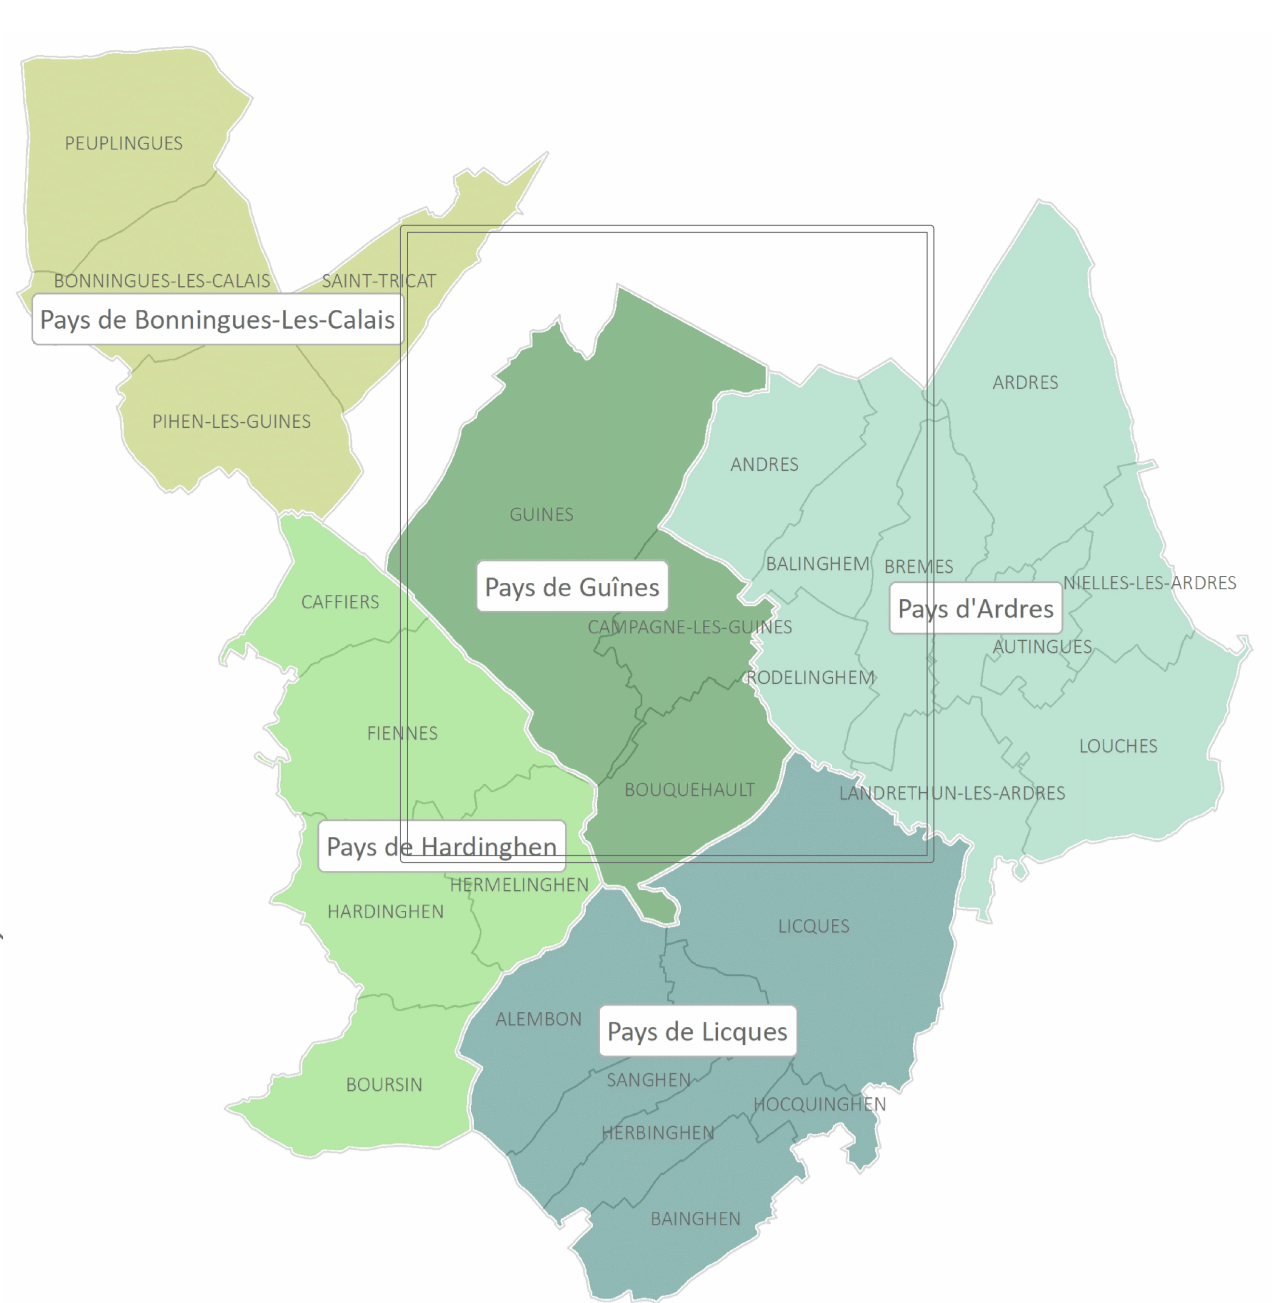 PEUPLINGUES
BONNINGUES-LES-CALAIS
SAINT-TRICAT
Pays de Bonningues-Les-Calais
PIHEN-LES-GUINES
ARDRES
ANDRES
GUINES
BALINGHEM
BREMES
Pays de Guînes
NIELLES-LES-ARDRES
CAFFIERS
Pays d'Ardres
CAMPAGNE-LES-GUINES
AUTINGUES
RODELINGHEM
FIENNES
LOUCHES
BOUQUEHAULT
LANDRETHUN-LES-ARDRES
Pays de Hardinghen
HERMELINGHEN
HARDINGHEN
LICQUES
ALEMBON
Pays de Licques
SANGHEN
BOURSIN
HOCQUINGHEN
HERBINGHEN
BAINGHEN